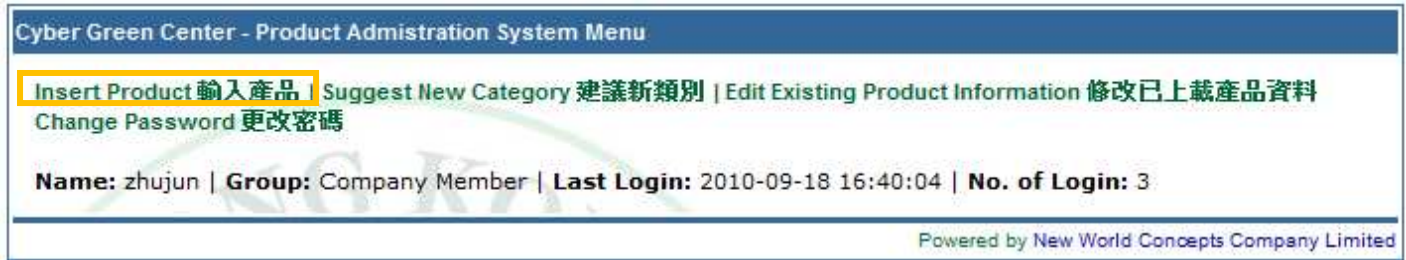 Cyber Green Center - Product Admistration System Menu
Insert Product 輸入產品 | Suggest New Category 建議新類別 | Edit Existing Product Information 修改已上載產品資料
Change Password 更改密碼
Name: zhujun | Group: Company Member | Last Login: 2010-09-18 16:40:04 | No. of Login: 3
Powered by New World Concepts Company Limited